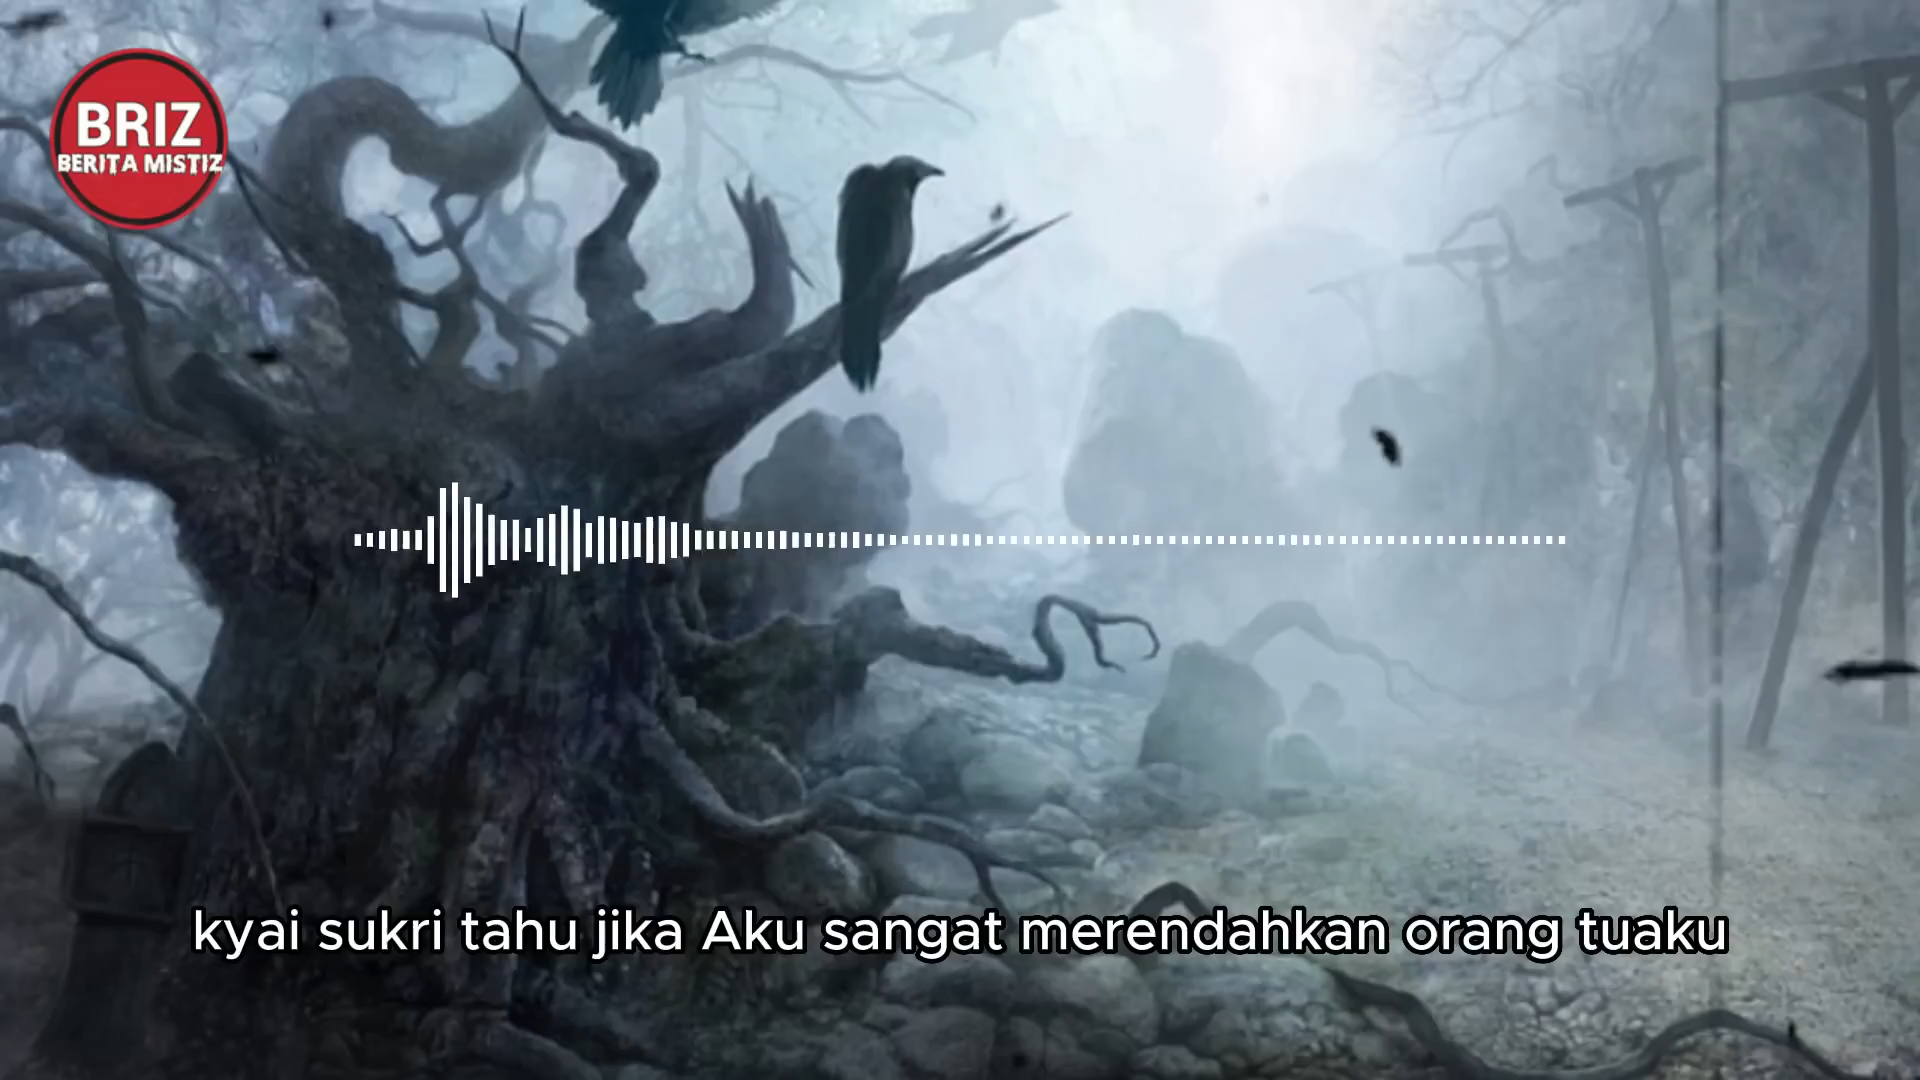 BRIZ
BERITA MISTIZ
kyai sukri tahu jika Aku sangat merendahkan orang tuaku